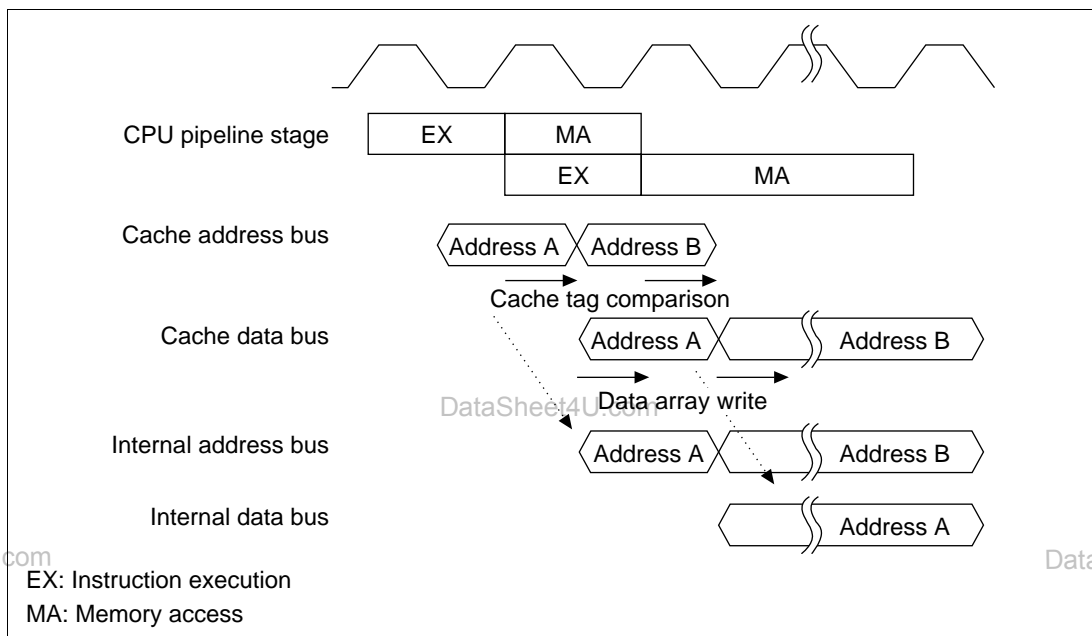 CPU pipeline stage
EX
MA
EX
MA
Cache address bus
Address A
Address B
Cache tag comparison
Cache data bus
Address A
Address B
Data array write
DataSheet4U.com
Internal address bus
Address A
Address B
Internal data bus
Address A
com
Data
EX: Instruction execution
MA: Memory access